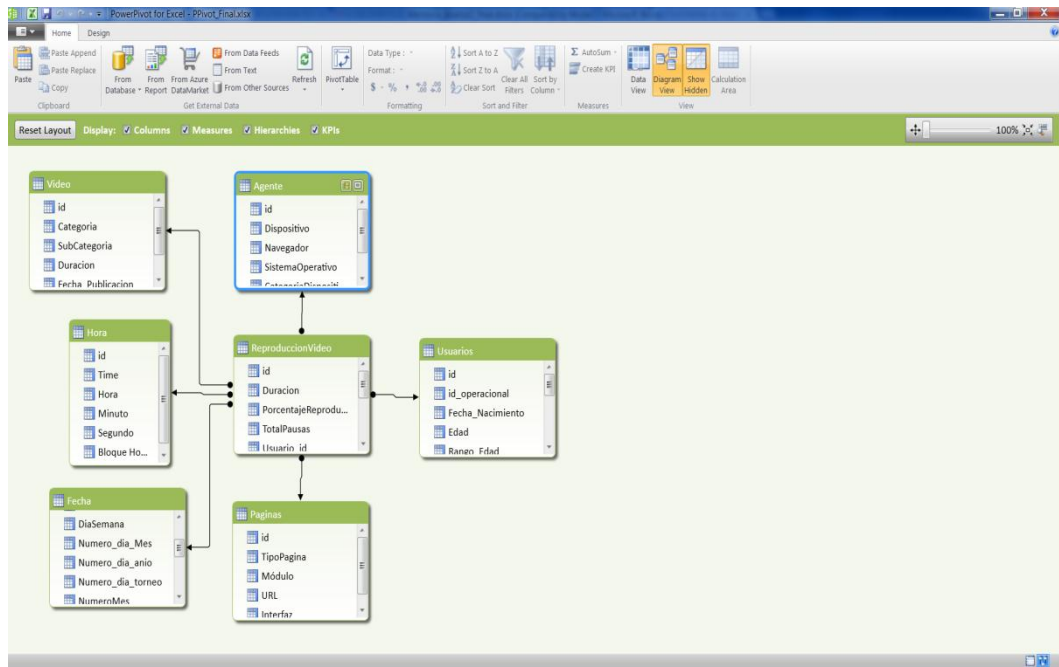 PowerPivot for Excel - PPivot_Final.xlsx
Home Design
Paste
Paste Append
Paste Replace
Copy
Clipboard
From Database
From Report
From Azure DataMarket
From Data Feeds
From Text
From Other Sources
Get External Data
Refresh
PivotTable
Data Type :
Format :
$ % ,
Formatting
Sort A to Z
Sort Z to A
Clear Sort
Clear All Filters
Sort by Column
Sort and Filter
AutoSum
Create KPI
Measures
Data View
Diagram View
Show Hidden
Calculation Area
View
Reset Layout Display: Columns Measures Hierarchies KPIs 100%
Video
id
Categoria
SubCategoria
Duracion
Fecha_Publicacion
Agente
id
Dispositivo
Navegador
SistemaOperativo
CategoriaDispositi
Hora
id
Time
Hora
Minuto
Segundo
Bloque Ho...
ReproduccionVideo
id
Duracion
PorcentajeReprodu...
TotalPausas
Usuario_id
Usuarios
id
id_operacional
Fecha_Nacimiento
Edad
Rango_Edad
Fecha
DiaSemana
Numero_dia_Mes
Numero_dia_anio
Numero_dia_torneo
NumeroMes
Paginas
id
TipoPagina
Módulo
URL
Interfaz